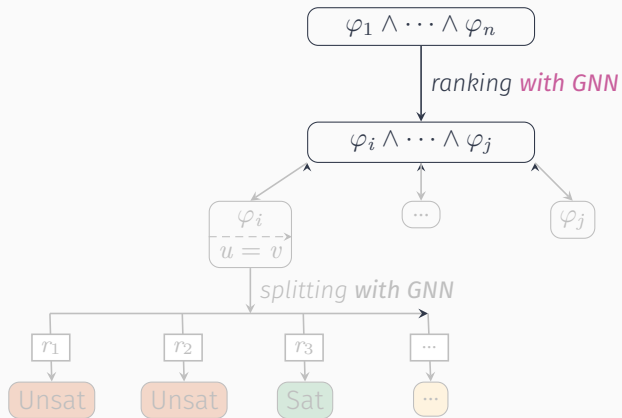 φ₁ ∧ ⋯ ∧ φₙ
ranking with GNN
φᵢ ∧ ⋯ ∧ φⱼ
φᵢ ... φⱼ
u = v
splitting with GNN
r₁ r₂ r₃ ...
Unsat Unsat Sat ...